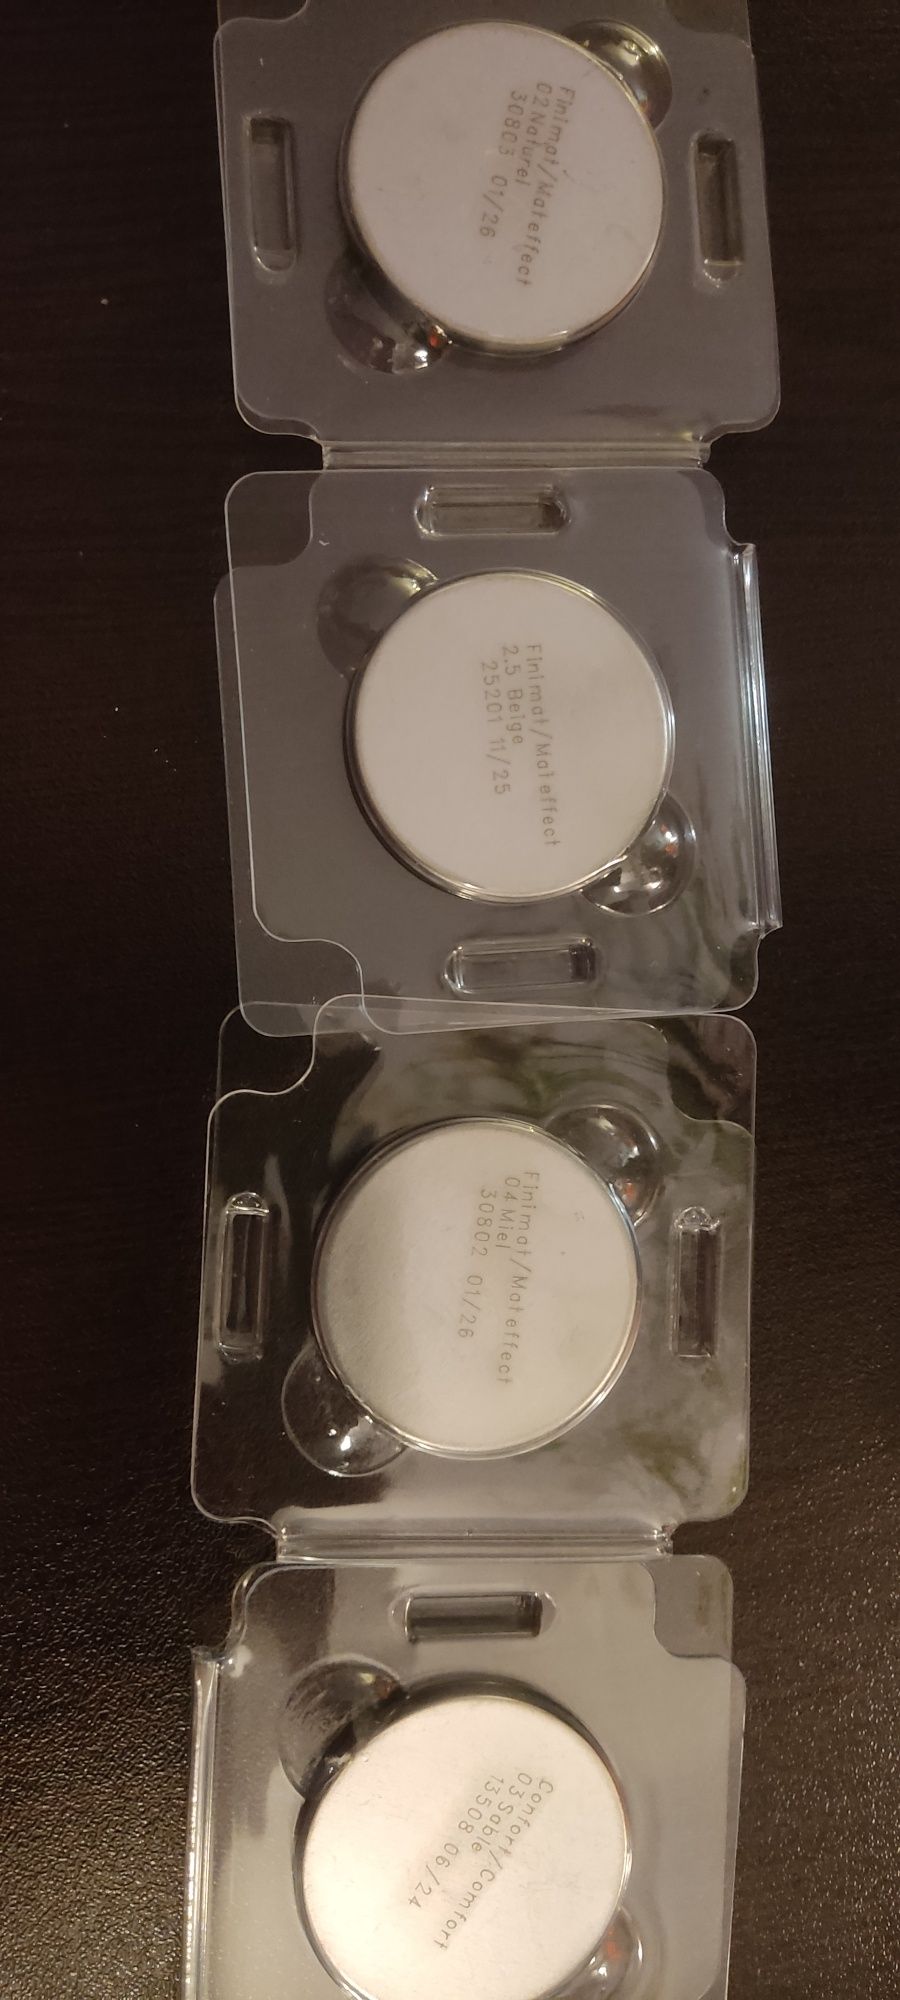 Finimat/Mateffect
02 Naturel
30803 01/26
Finimat/Mateffect
2.5 Beige
25201 11/25
Finimat/Mateffect
04 Miel
30802 01/26
Confort/Comfort
03 Sable
13508 06/24